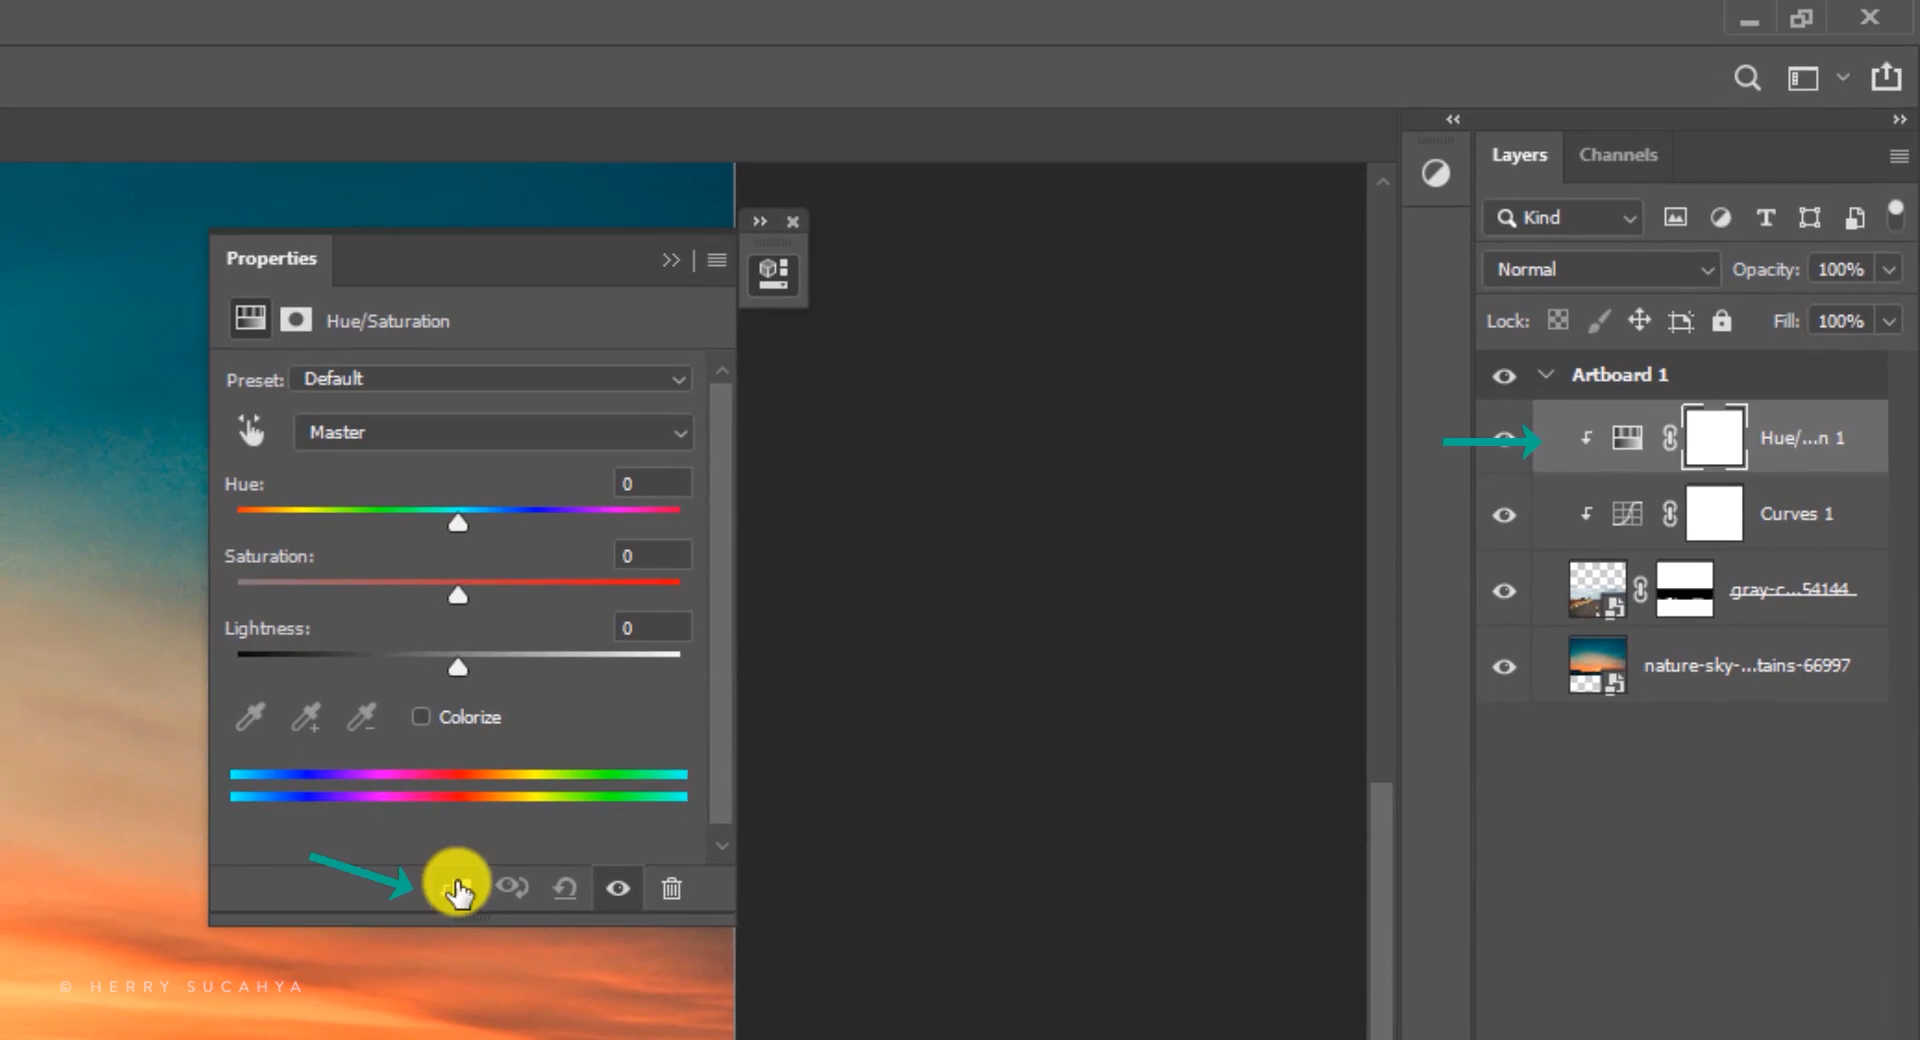 Layers
Channels
Kind
Normal
Opacity: 100%
Lock:
Fill: 100%
Artboard 1
Hue/...n 1
Curves 1
gray-c...54144
nature-sky-...tains-66997
Properties
Hue/Saturation
Preset: Default
Master
Hue: 0
Saturation: 0
Lightness: 0
Colorize
© HERRY SUCAHYA